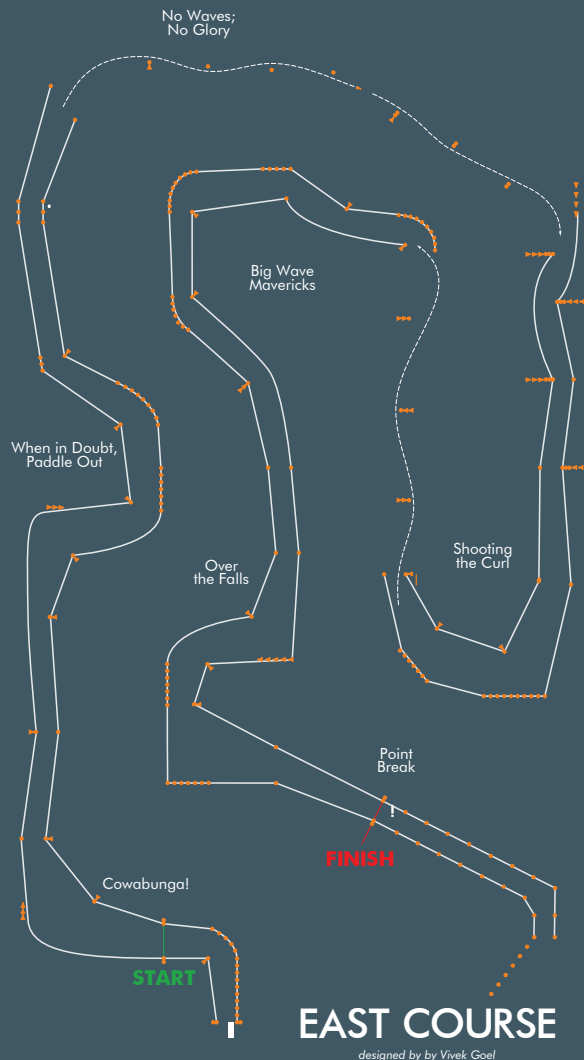 No Waves;
No Glory
Big Wave
Mavericks
When in Doubt,
Paddle Out
Over
the Falls
Shooting
the Curl
Point
Break
!
FINISH
Cowabunga!
START
EAST COURSE
designed by by Vivek Goel